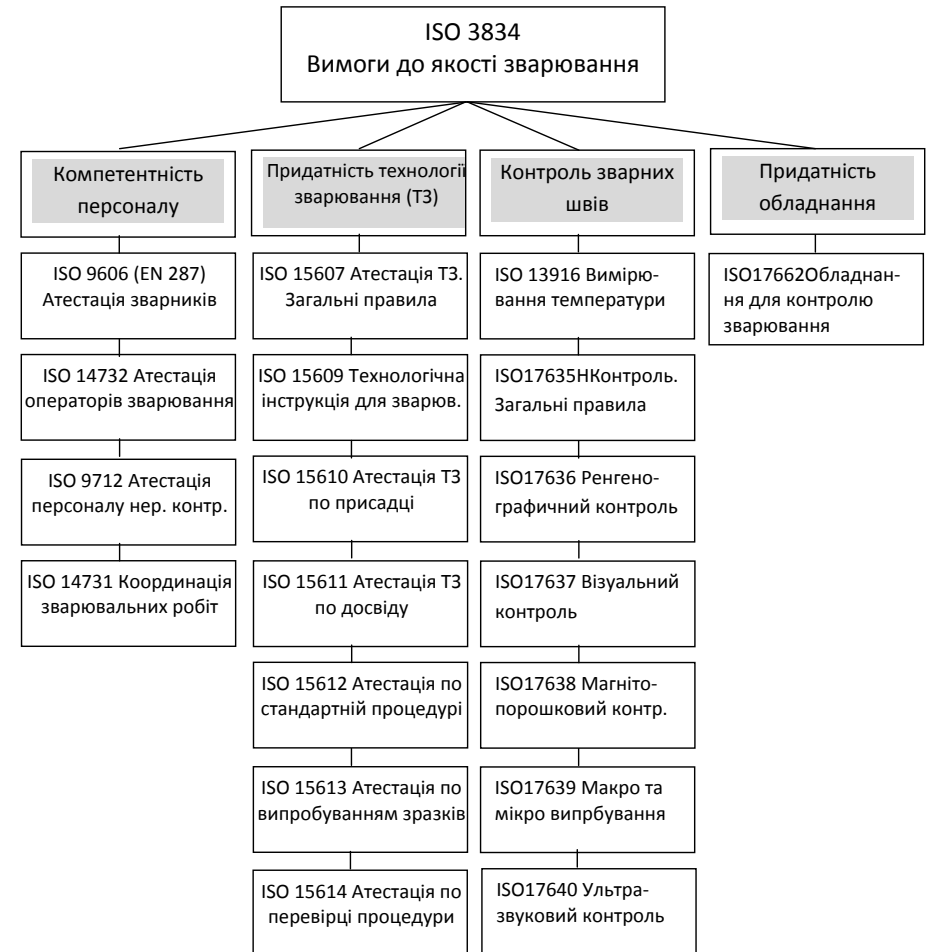 ISO 3834
Вимоги до якості зварювання
Компетентність
персоналу
ISO 9606 (EN 287)
Атестація зварників
ISO 14732 Атестація
операторів зварювання
ISO 9712 Атестація
персоналу нер. контр.
ISO 14731 Координація
зварювальних робіт
Придатність технології
зварювання (ТЗ)
ISO 15607 Атестація ТЗ.
Загальні правила
ISO 15609 Технологічна
інструкція для зварюв.
ISO 15610 Атестація ТЗ
по присадці
ISO 15611 Атестація ТЗ
по досвіду
ISO 15612 Атестація по
стандартній процедурі
ISO 15613 Атестація по
випробуванням зразків
ISO 15614 Атестація по
перевірці процедури
Контроль зварних
швів
ISO 13916 Вимірю-
вання температури
ISO17635НКонтроль.
Загальні правила
ISO17636 Ренгено-
графичний контроль
ISO17637 Візуальний
контроль
ISO17638 Магніто-
порошковий контр.
ISO17639 Макро та
мікро випрбування
ISO17640 Ультра-
звуковий контроль
Придатність
обладнання
ISO17662Обладнан-
ня для контролю
зварювання